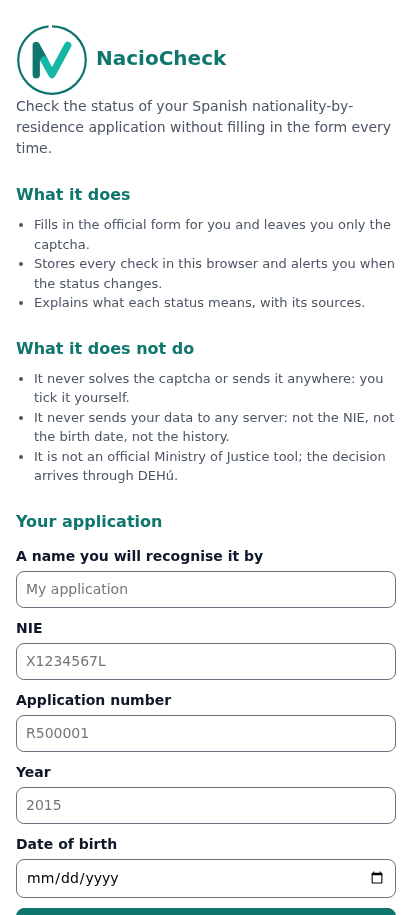 NacioCheck
Check the status of your Spanish nationality-by-
residence application without filling in the form every
time.
What it does
• Fills in the official form for you and leaves you only the
captcha.
• Stores every check in this browser and alerts you when
the status changes.
• Explains what each status means, with its sources.
What it does not do
• It never solves the captcha or sends it anywhere: you
tick it yourself.
• It never sends your data to any server: not the NIE, not
the birth date, not the history.
• It is not an official Ministry of Justice tool; the decision
arrives through DEHú.
Your application
A name you will recognise it by
My application
NIE
X1234567L
Application number
R500001
Year
2015
Date of birth
mm/dd/yyyy